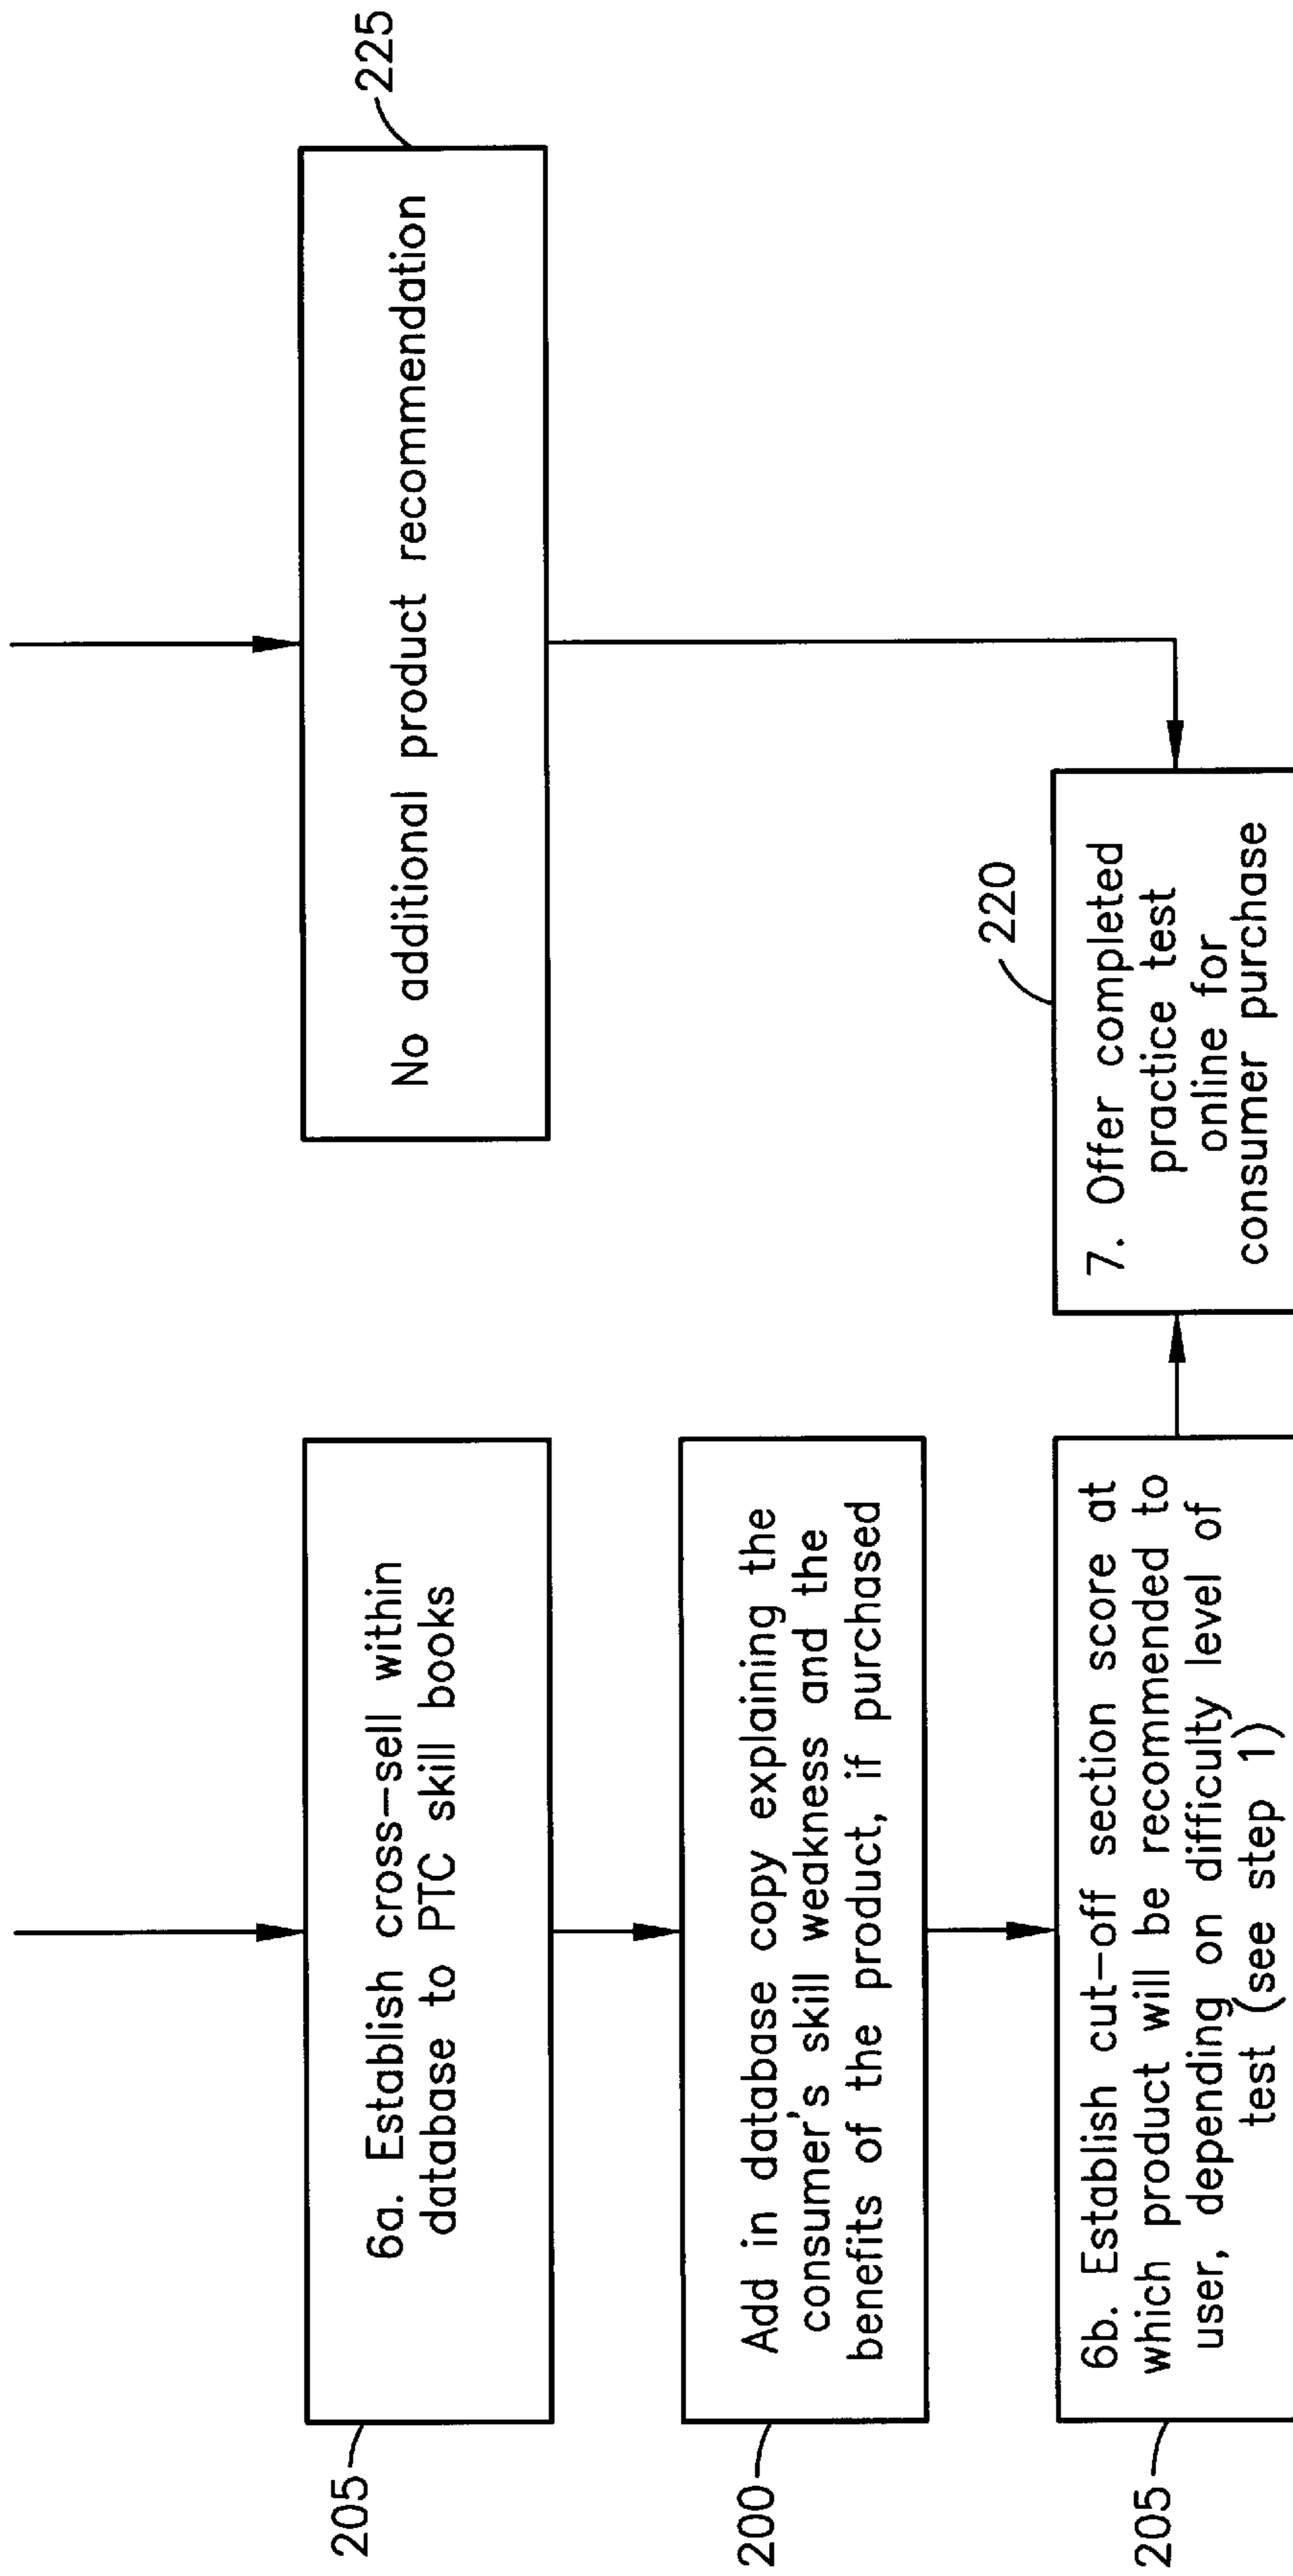 205
6a. Establish cross-sell within
database to PTC skill books
200
Add in database copy explaining the
consumer's skill weakness and the
benefits of the product, if purchased
205
6b. Establish cut-off section score at
which product will be recommended to
user, depending on difficulty level of
test (see step 1)
No additional product recommendation
225
220
7. Offer completed
practice test
online for
consumer purchase